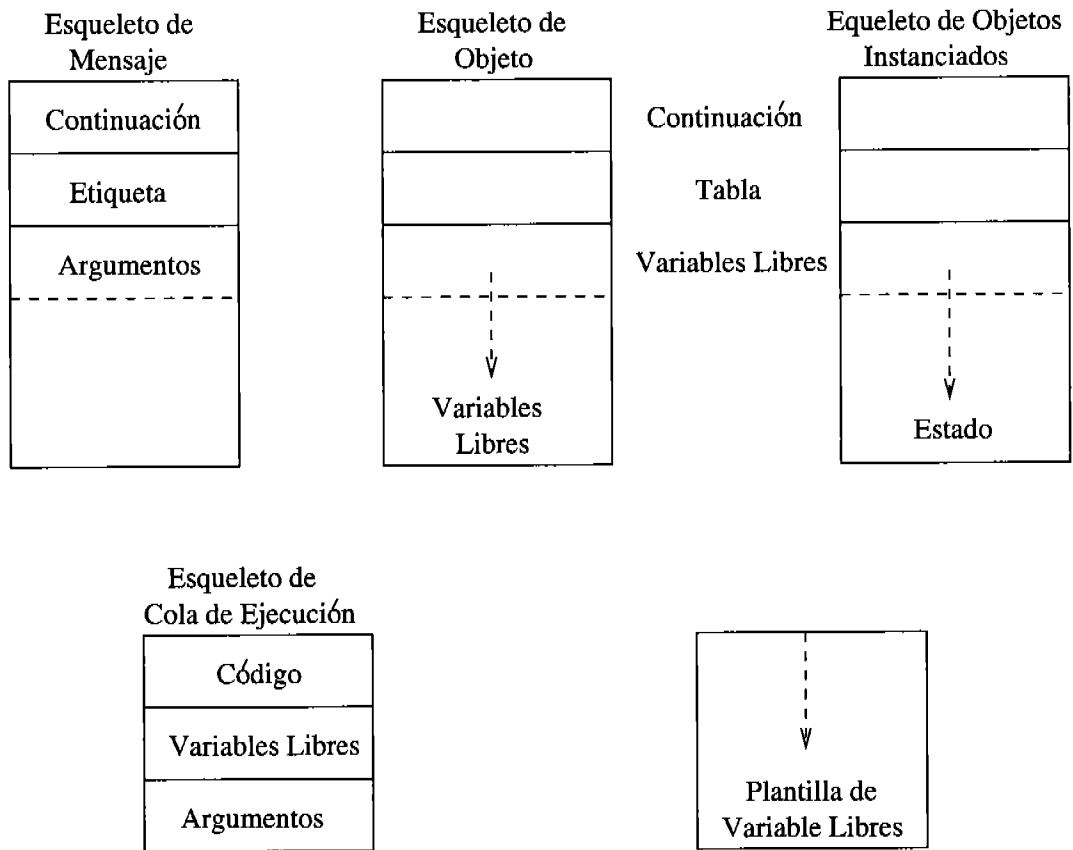 Esqueleto de
Mensaje
Continuación
Etiqueta
Argumentos
Esqueleto de
Objeto
Variables
Libres
Continuación
Tabla
Variables Libres
Equeleto de Objetos
Instanciados
Estado
Esqueleto de
Cola de Ejecución
Código
Variables Libres
Argumentos
Plantilla de
Variable Libres